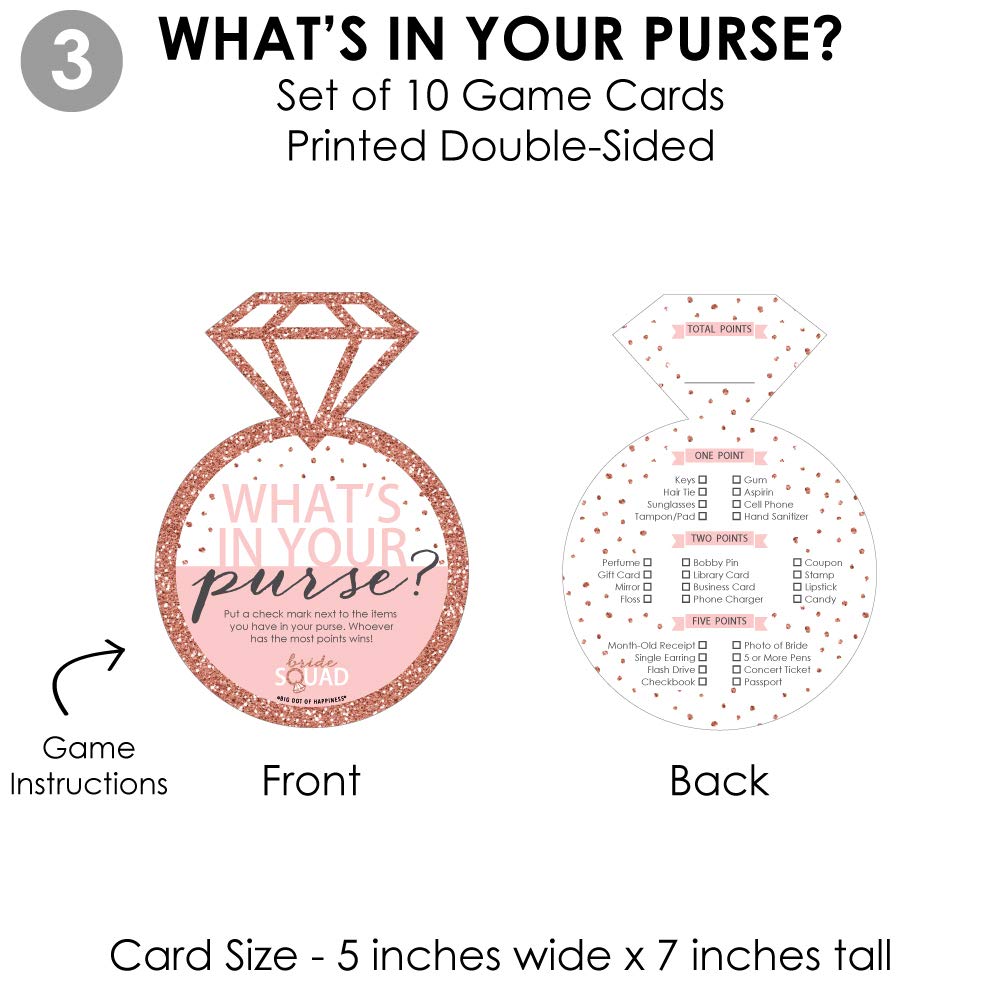 3
WHAT'S IN YOUR PURSE?
Set of 10 Game Cards
Printed Double-Sided
WHAT'S
IN YOUR
purse?
Put a check mark next to the items
you have in your purse. Whoever
has the most points wins!
bride
SQUAD
•BIG DOT OF HAPPINESS•
Game
Instructions
Front
TOTAL POINTS
ONE POINT
Keys ☐ ☐ Gum
Hair Tie ☐ ☐ Aspirin
Sunglasses ☐ ☐ Cell Phone
Tampon/Pad ☐ ☐ Hand Sanitizer
TWO POINTS
Perfume ☐ ☐ Bobby Pin ☐ Coupon
Gift Card ☐ ☐ Library Card ☐ Stamp
Mirror ☐ ☐ Business Card ☐ Lipstick
Floss ☐ ☐ Phone Charger ☐ Candy
FIVE POINTS
Month-Old Receipt ☐ ☐ Photo of Bride
Single Earring ☐ ☐ 5 or More Pens
Flash Drive ☐ ☐ Concert Ticket
Checkbook ☐ ☐ Passport
Back
Card Size - 5 inches wide x 7 inches tall